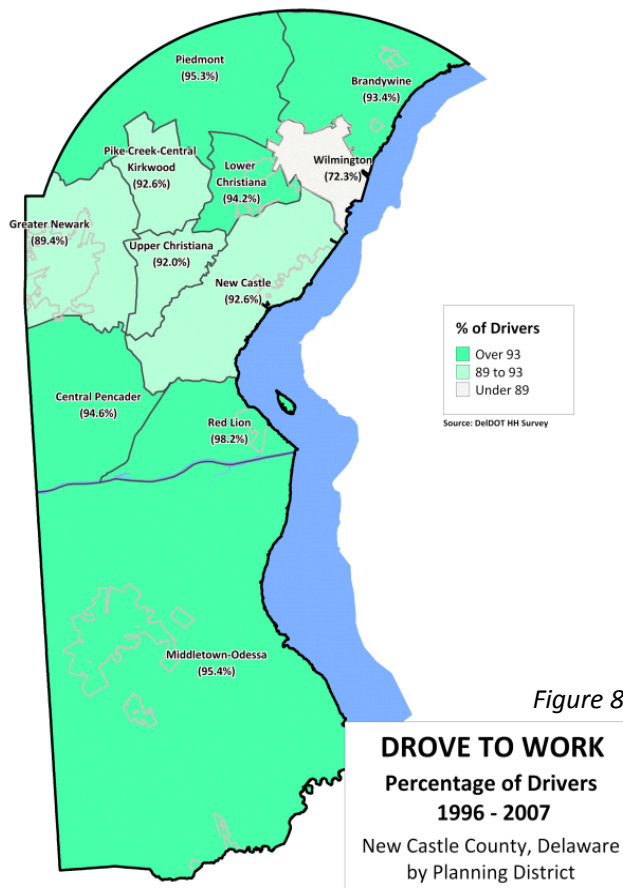 Piedmont
(95.3%)
Brandywine
(93.4%)
Pike Creek-Central
Kirkwood
(92.6%)
Lower
Christiana
(94.2%)
Wilmington
(72.3%)
Greater Newark
(89.4%)
Upper Christiana
(92.0%)
New Castle
(92.6%)
% of Drivers
Over 93
89 to 93
Under 89
Source: DelDOT HH Survey
Central Pencader
(94.6%)
Red Lion
(98.2%)
Middletown-Odessa
(95.4%)
Figure 8
DROVE TO WORK
Percentage of Drivers
1996 - 2007
New Castle County, Delaware
by Planning District